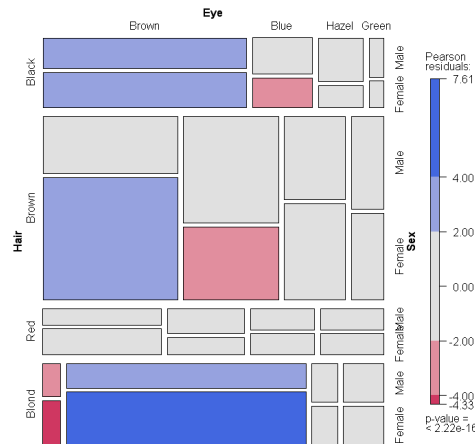 Eye
Brown Blue Hazel Green
Pearson
residuals:
7.61
4.00
2.00
0.00
-2.00
-4.00
-4.33
p-value =
< 2.22e-16
Hair
Black
Brown
Red
Blond
Sex
Male
Female
Male
Female
Male
Female
Male
Female